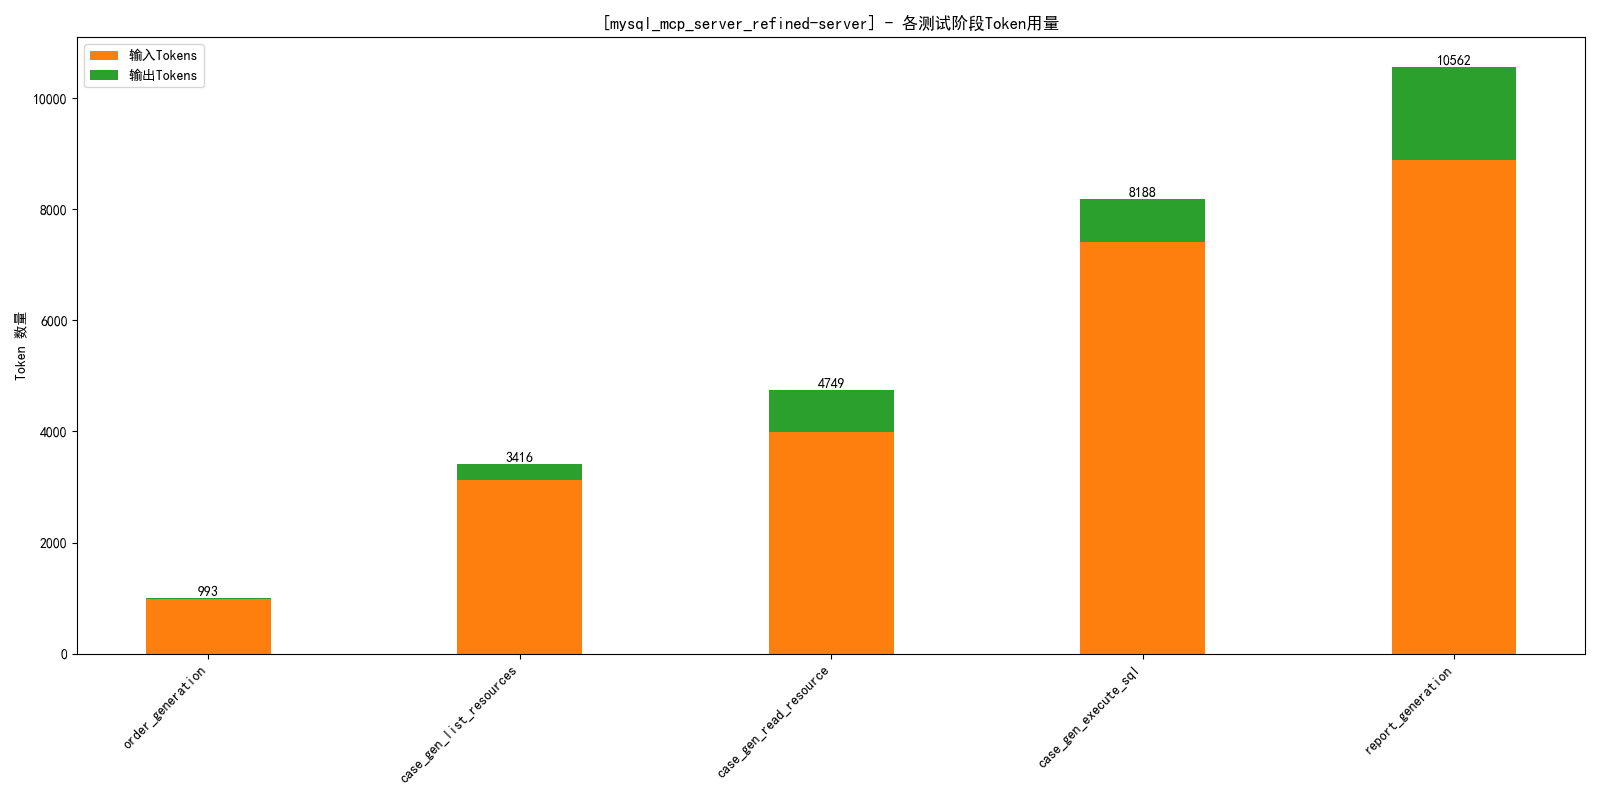 [mysql_mcp_server_refined-server] - 各测试阶段Token用量
输入Tokens
输出Tokens
Token 数量
10000
8000
6000
4000
2000
0
993
3416
4749
8188
10562
order_generation
case_gen_list_resources
case_gen_read_resource
case_gen_execute_sql
report_generation